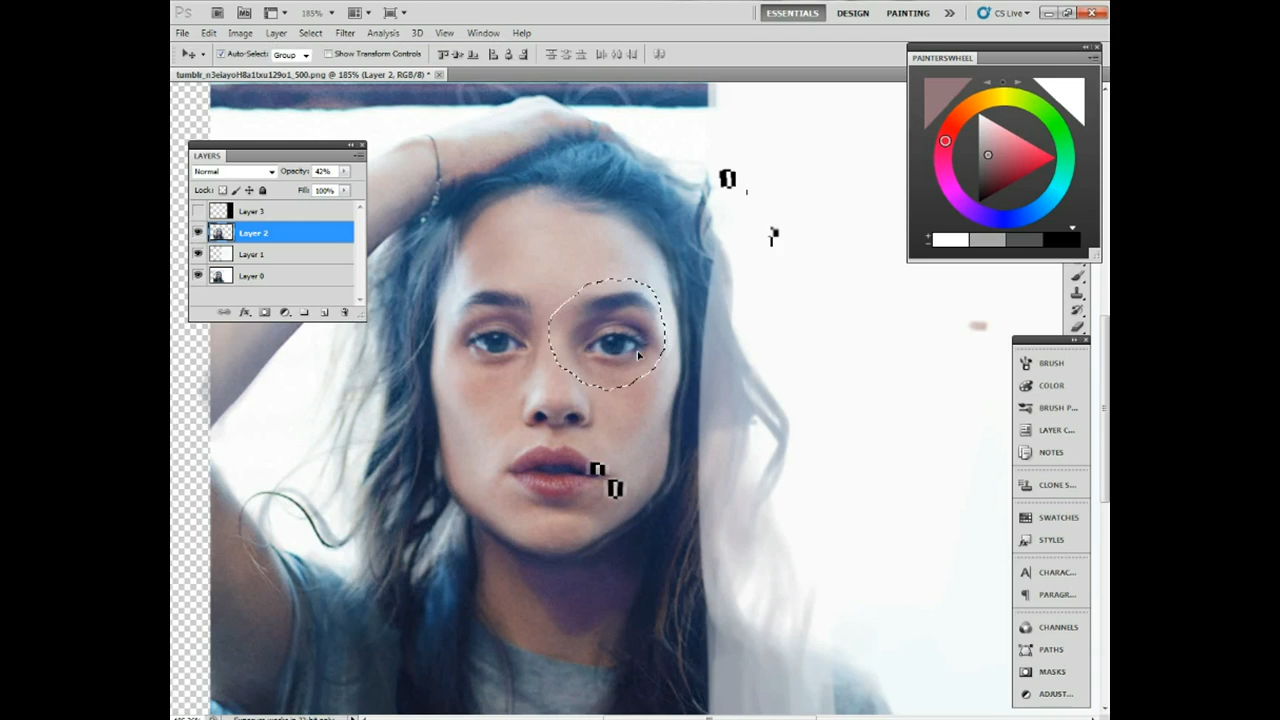 Ps Br Mb 185% ESSENTIALS DESIGN PAINTING CS Live
File Edit Image Layer Select Filter Analysis 3D View Window Help
Auto-Select: Group Show Transform Controls
tumblr_n3eiayoH8a1txu129o1_500.png @ 185% (Layer 2, RGB/8) *
PAINTERSWHEEL
LAYERS
Normal Opacity: 42%
Lock: Fill: 100%
Layer 3
Layer 2
Layer 1
Layer 0
fx
BRUSH
COLOR
BRUSH P...
LAYER C...
NOTES
CLONE S...
SWATCHES
STYLES
CHARAC...
PARAGR...
CHANNELS
PATHS
MASKS
ADJUST...